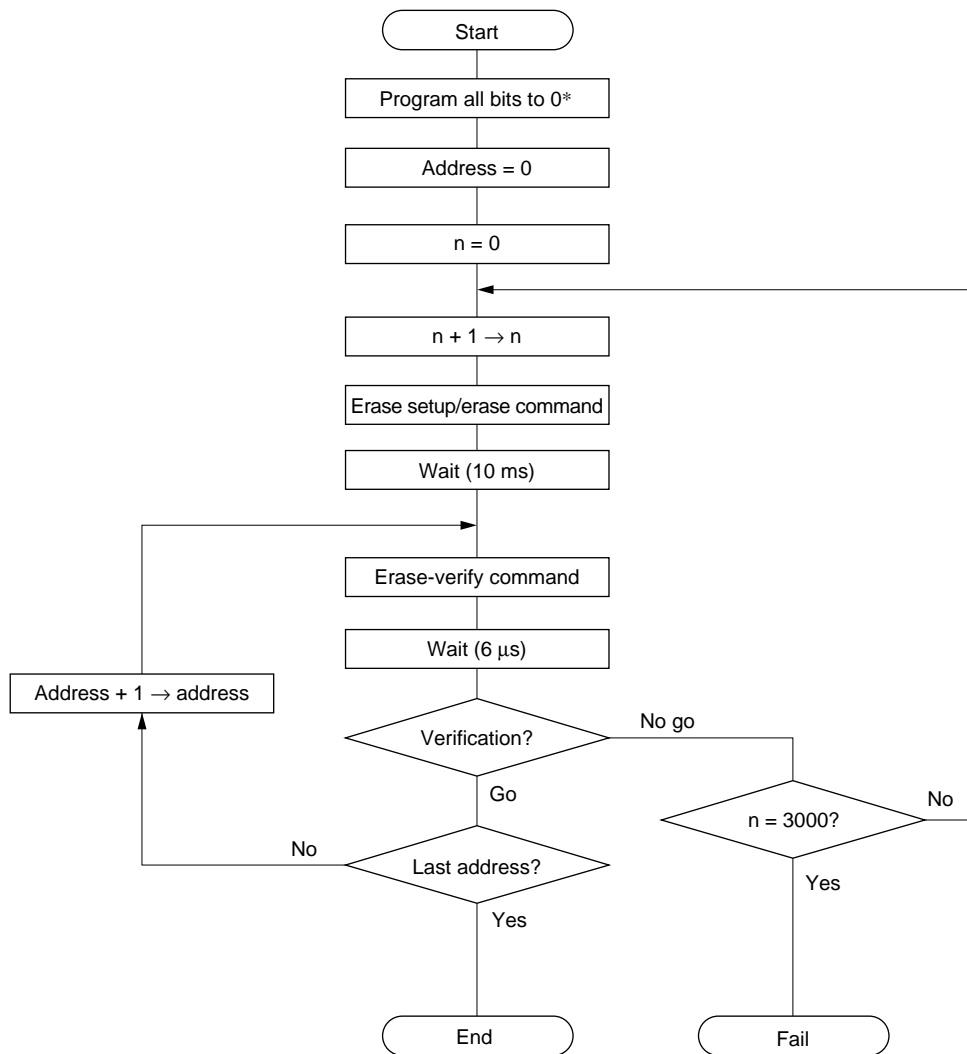 Start
Program all bits to 0*
Address = 0
n = 0
n + 1 → n
Erase setup/erase command
Wait (10 ms)
Erase-verify command
Wait (6 μs)
Address + 1 → address
Verification?
No go
Go
n = 3000?
No
No
Last address?
Yes
Yes
End
Fail